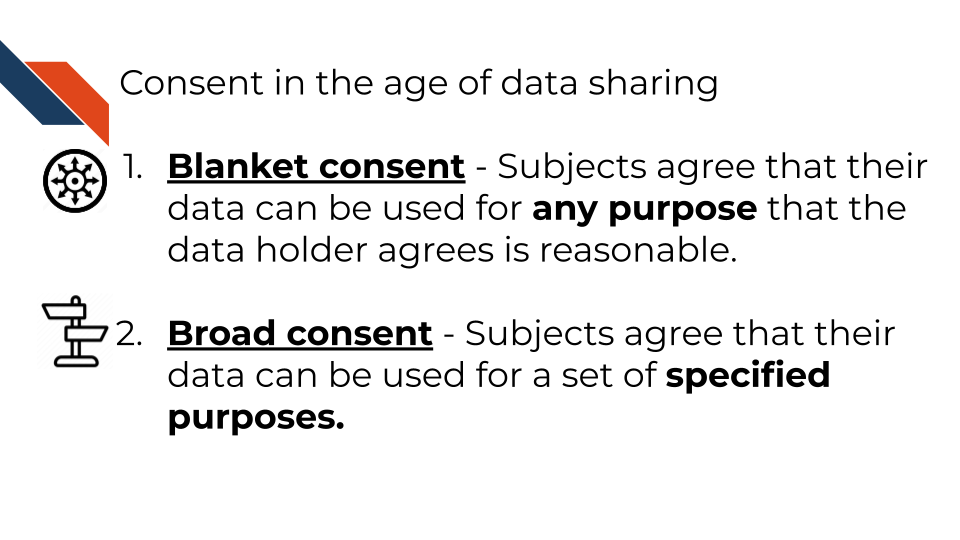 Consent in the age of data sharing
1. Blanket consent - Subjects agree that their
data can be used for any purpose that the
data holder agrees is reasonable.
2. Broad consent - Subjects agree that their
data can be used for a set of specified
purposes.